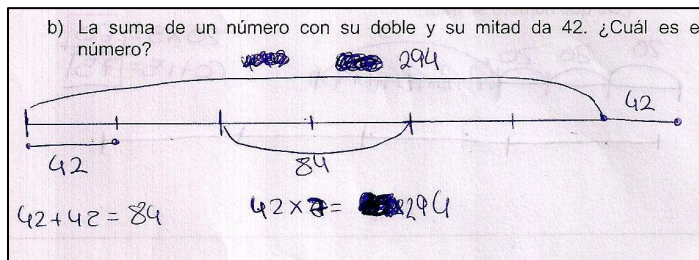 b) La suma de un número con su doble y su mitad da 42. ¿Cuál es e
número?
294
42
42
84
42+42 = 84
42 x 7 = 294